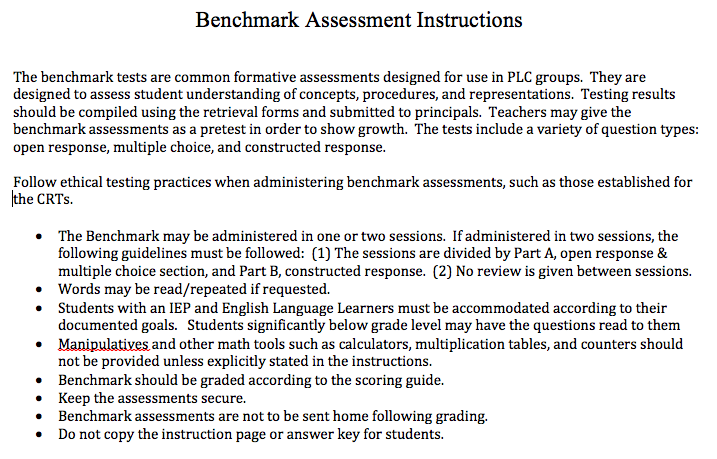 Benchmark Assessment Instructions
The benchmark tests are common formative assessments designed for use in PLC groups.  They are
designed to assess student understanding of concepts, procedures, and representations.  Testing results
should be compiled using the retrieval forms and submitted to principals.  Teachers may give the
benchmark assessments as a pretest in order to show growth.  The tests include a variety of question types:
open response, multiple choice, and constructed response.
Follow ethical testing practices when administering benchmark assessments, such as those established for
the CRTs.
• The Benchmark may be administered in one or two sessions.  If administered in two sessions, the
following guidelines must be followed:  (1) The sessions are divided by Part A, open response &
multiple choice section, and Part B, constructed response.  (2) No review is given between sessions.
• Words may be read/repeated if requested.
• Students with an IEP and English Language Learners must be accommodated according to their
documented goals.   Students significantly below grade level may have the questions read to them
• Manipulatives and other math tools such as calculators, multiplication tables, and counters should
not be provided unless explicitly stated in the instructions.
• Benchmark should be graded according to the scoring guide.
• Keep the assessments secure.
• Benchmark assessments are not to be sent home following grading.
• Do not copy the instruction page or answer key for students.